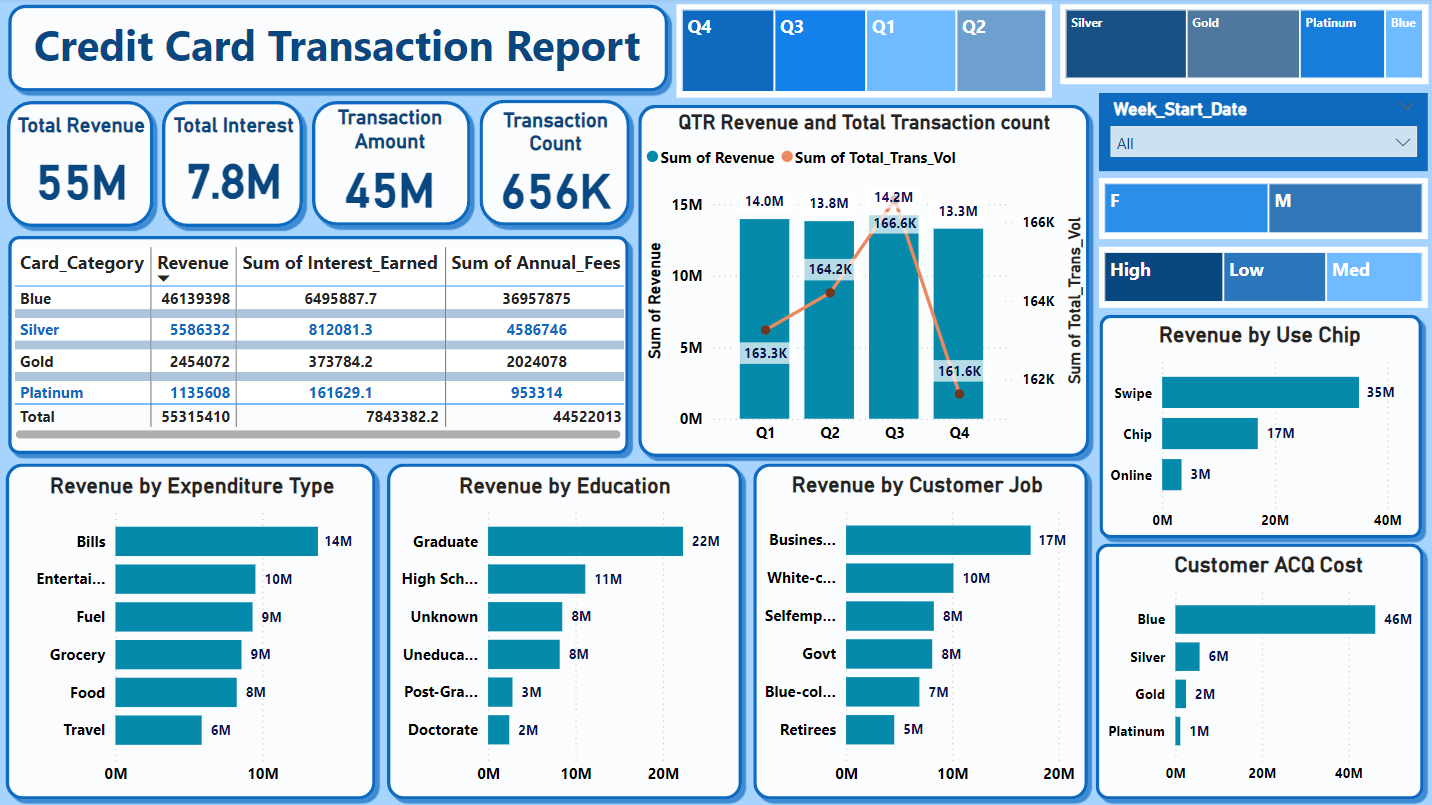 Credit Card Transaction Report
Q4
Q3
Q1
Q2
Silver
Gold
Platinum
Blue
Total Revenue
55M
Total Interest
7.8M
Transaction
Amount
45M
Transaction
Count
656K
QTR Revenue and Total Transaction count
Sum of Revenue
Sum of Total_Trans_Vol
Sum of Revenue
15M
10M
5M
0M
14.0M
13.8M
14.2M
13.3M
163.3K
164.2K
166.6K
161.6K
Q1
Q2
Q3
Q4
166K
164K
162K
Sum of Total_Trans_Vol
Week_Start_Date
All
F
M
High
Low
Med
Card_Category Revenue Sum of Interest_Earned Sum of Annual_Fees
Blue 46139398 6495887.7 36957875
Silver 5586332 812081.3 4586746
Gold 2454072 373784.2 2024078
Platinum 1135608 161629.1 953314
Total 55315410 7843382.2 44522013
Revenue by Use Chip
Swipe 35M
Chip 17M
Online 3M
0M 20M 40M
Revenue by Expenditure Type
Bills 14M
Entertai... 10M
Fuel 9M
Grocery 9M
Food 8M
Travel 6M
0M 10M
Revenue by Education
Graduate 22M
High Sch... 11M
Unknown 8M
Uneduca... 8M
Post-Gra... 3M
Doctorate 2M
0M 10M 20M
Revenue by Customer Job
Busines... 17M
White-c... 10M
Selfemp... 8M
Govt 8M
Blue-col... 7M
Retirees 5M
0M 10M 20M
Customer ACQ Cost
Blue 46M
Silver 6M
Gold 2M
Platinum 1M
0M 20M 40M